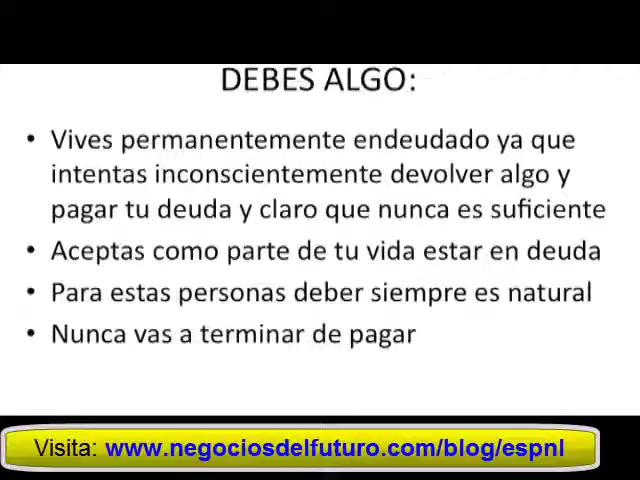 DEBES ALGO:
• Vives permanentemente endeudado ya que
intentas inconscientemente devolver algo y
pagar tu deuda y claro que nunca es suficiente
• Aceptas como parte de tu vida estar en deuda
• Para estas personas deber siempre es natural
• Nunca vas a terminar de pagar
Visita: www.negociosdelfuturo.com/blog/espnl